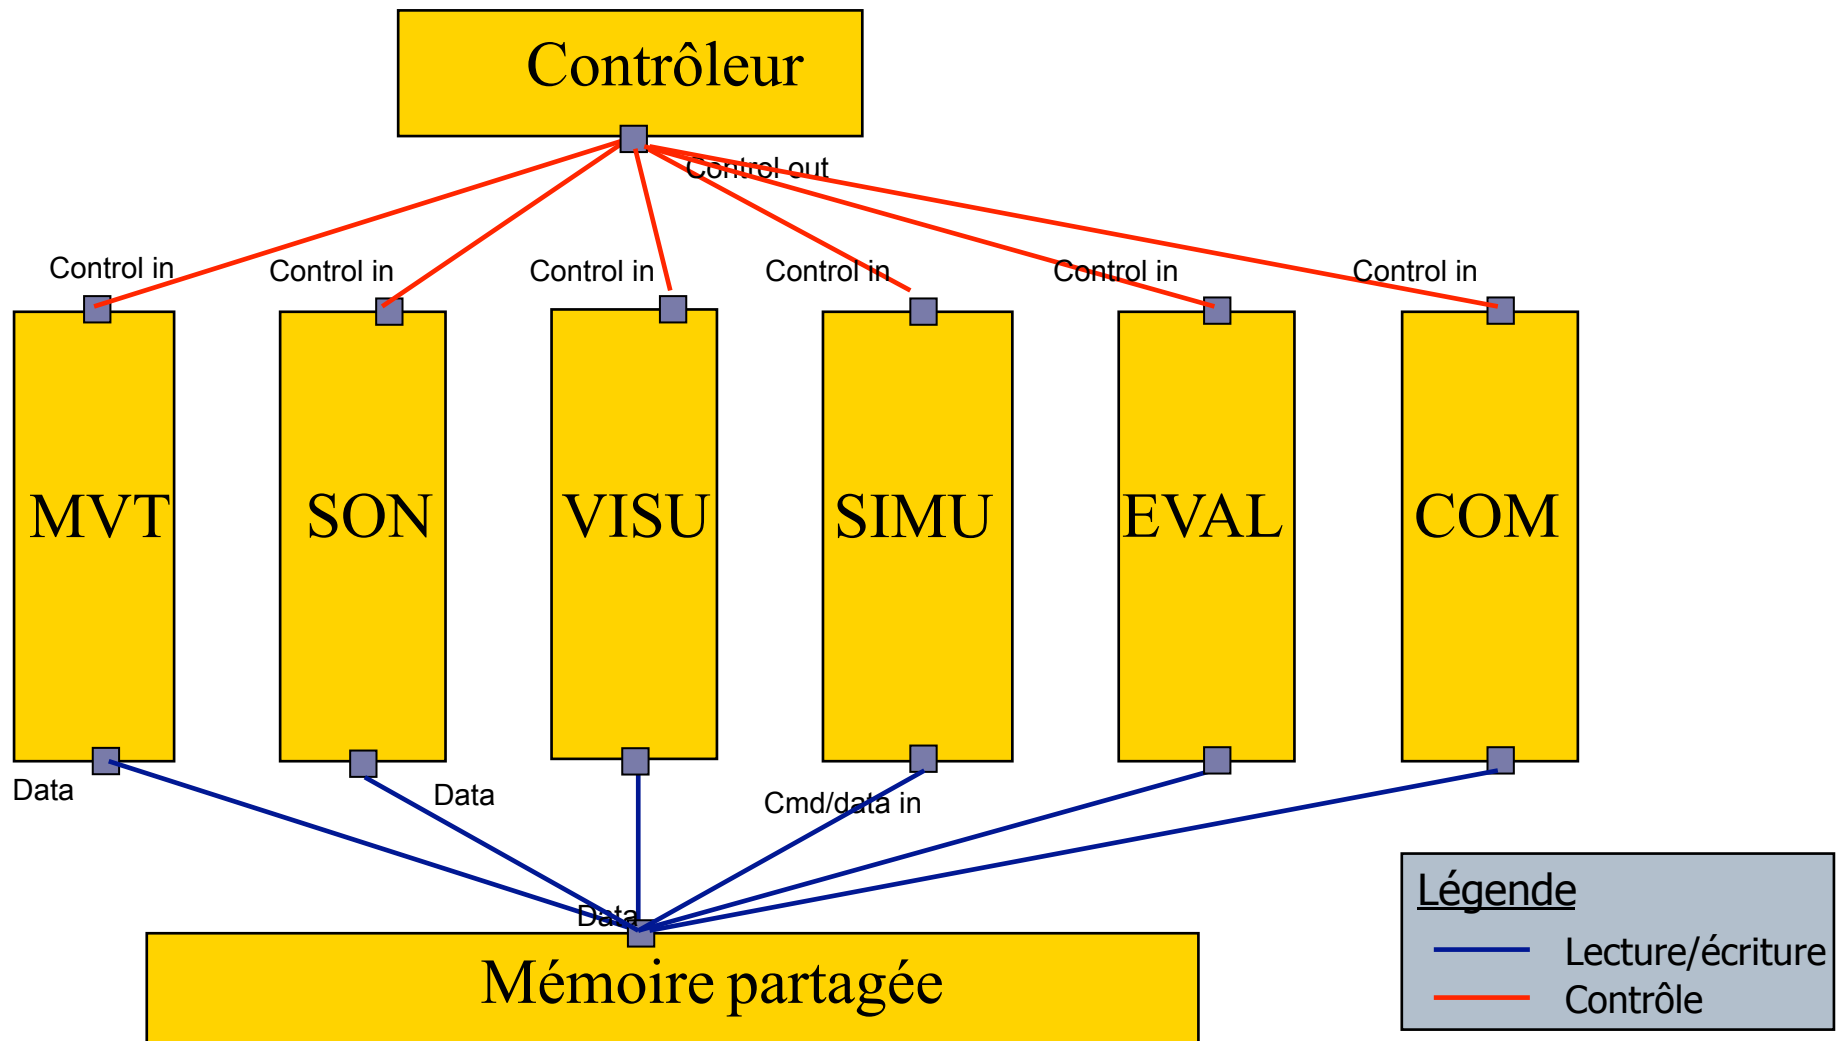 Contrôleur
Control out
Control in
Control in
Control in
Control in
Control in
Control in
MVT
SON
VISU
SIMU
EVAL
COM
Data
Data
Cmd/data in
Data
Mémoire partagée
Légende
Lecture/écriture
Contrôle